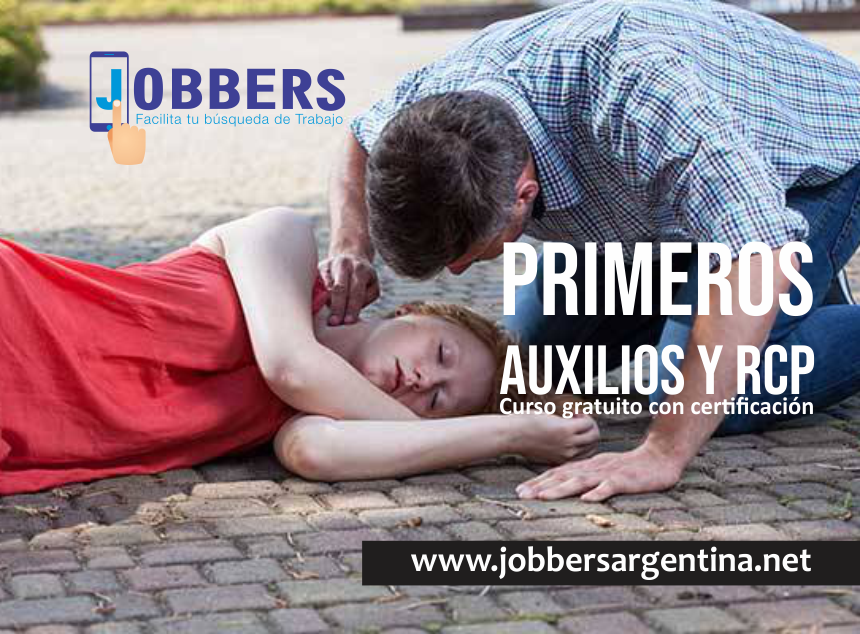 JOBBERS
Facilita tu búsqueda de Trabajo
PRIMEROS
AUXILIOS Y RCP
Curso gratuito con certificación
www.jobbersargentina.net